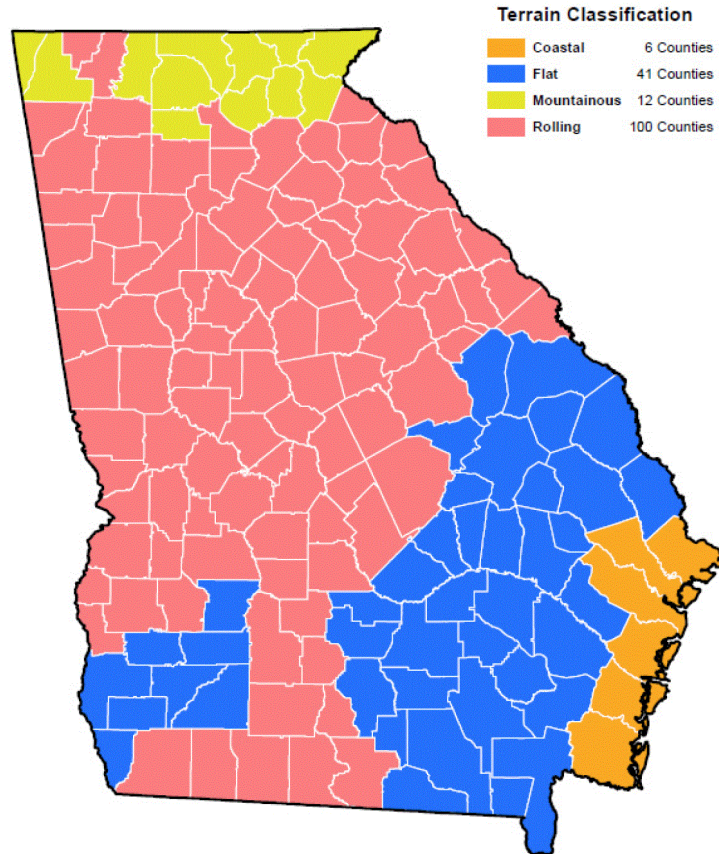 Terrain Classification
Coastal 6 Counties
Flat 41 Counties
Mountainous 12 Counties
Rolling 100 Counties